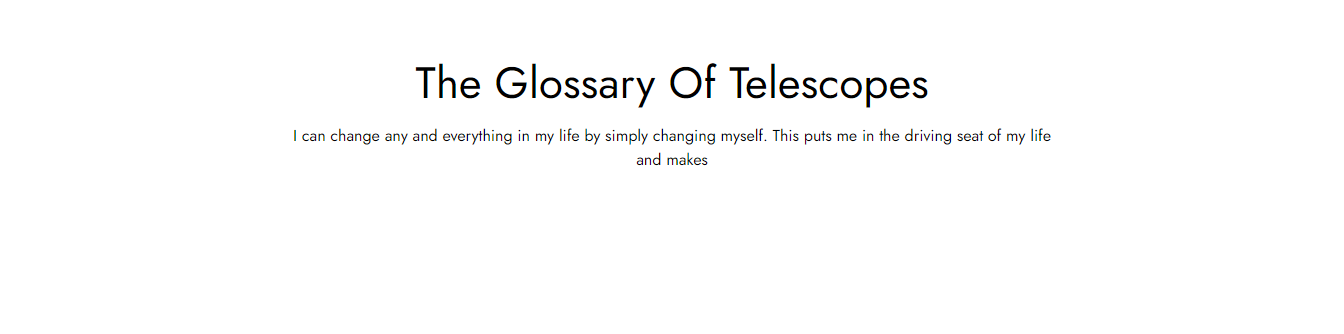 The Glossary Of Telescopes
I can change any and everything in my life by simply changing myself. This puts me in the driving seat of my life
and makes